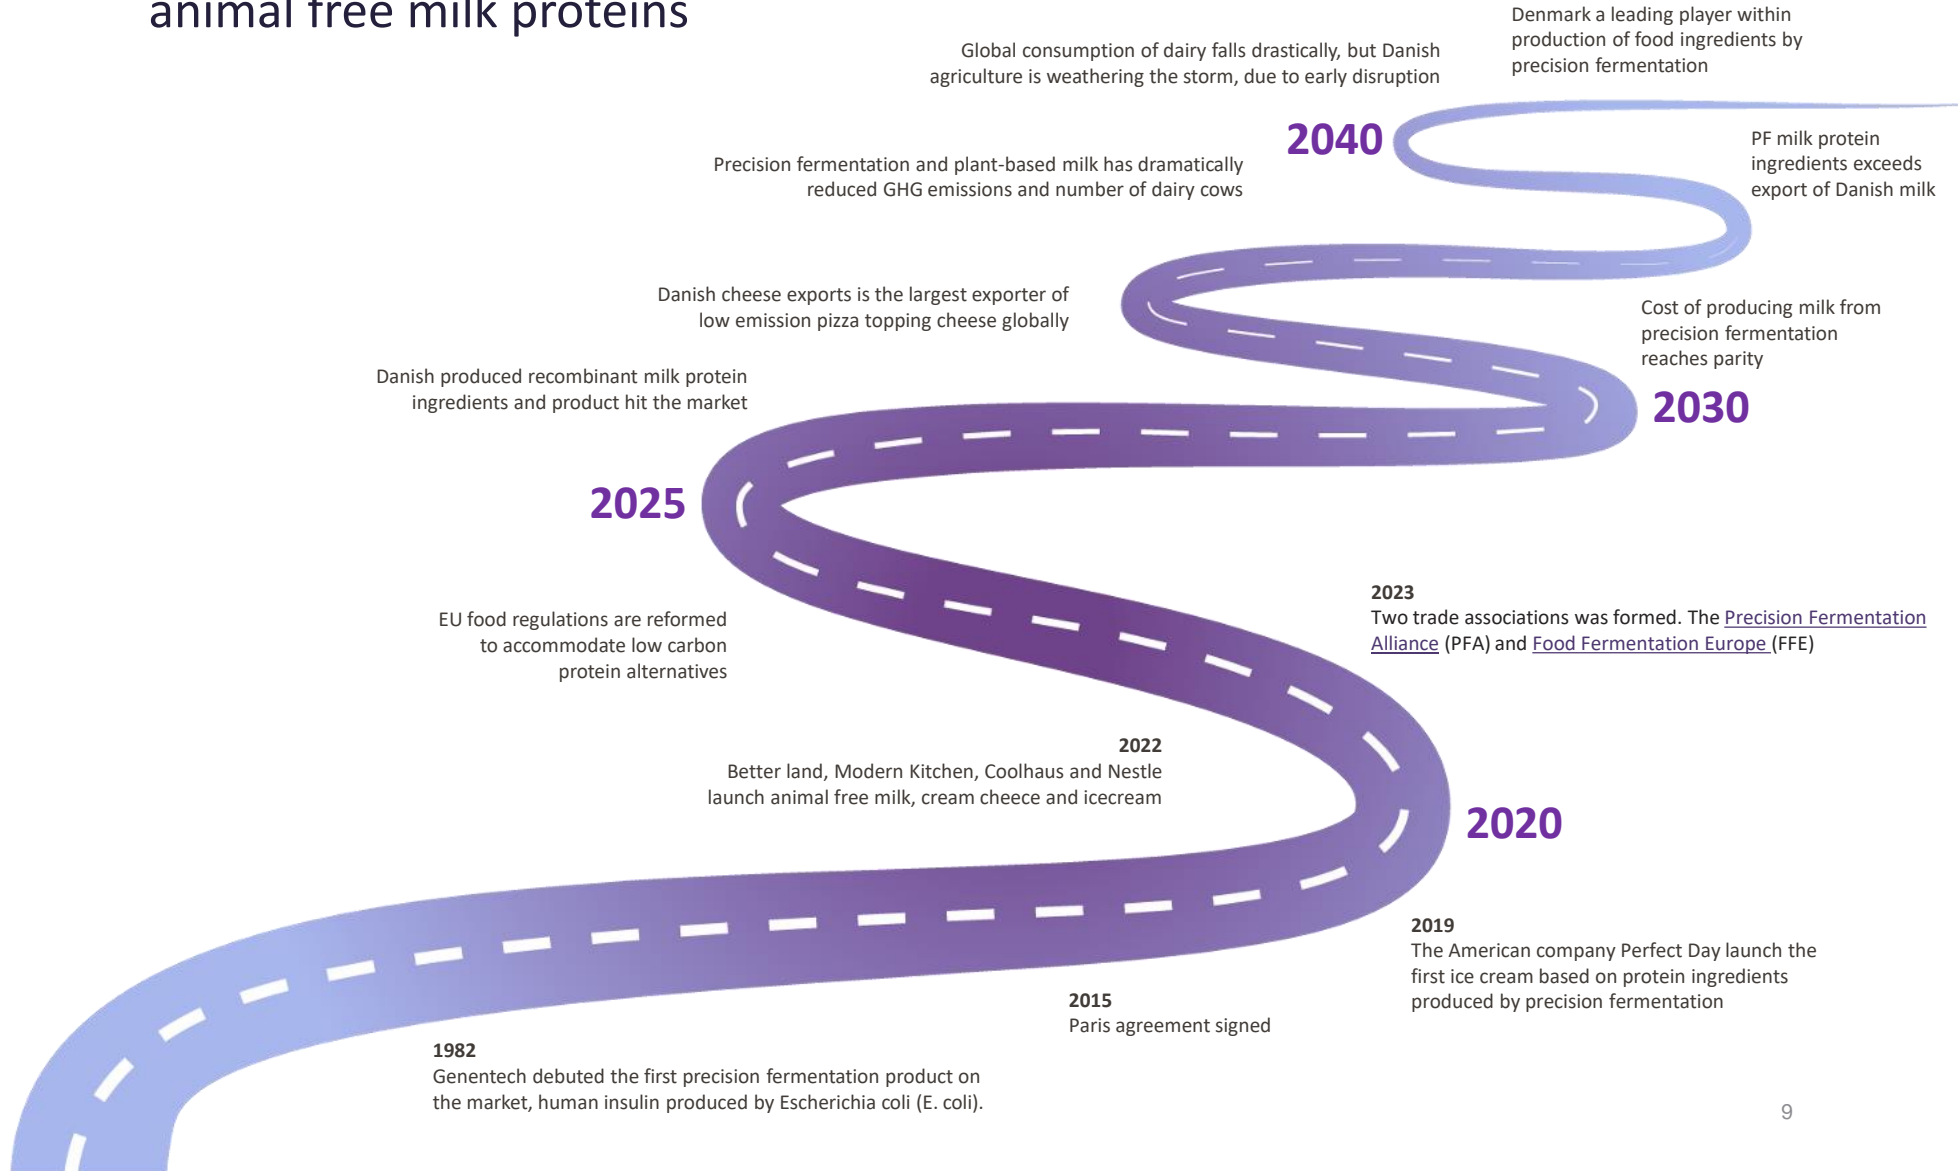 animal free milk proteins
Denmark a leading player within
production of food ingredients by
precision fermentation
Global consumption of dairy falls drastically, but Danish
agriculture is weathering the storm, due to early disruption
2040
PF milk protein
ingredients exceeds
export of Danish milk
Precision fermentation and plant-based milk has dramatically
reduced GHG emissions and number of dairy cows
Danish cheese exports is the largest exporter of
low emission pizza topping cheese globally
Cost of producing milk from
precision fermentation
reaches parity
2030
Danish produced recombinant milk protein
ingredients and product hit the market
2025
EU food regulations are reformed
to accommodate low carbon
protein alternatives
2023
Two trade associations was formed. The Precision Fermentation
Alliance (PFA) and Food Fermentation Europe (FFE)
2022
Better land, Modern Kitchen, Coolhaus and Nestle
launch animal free milk, cream cheece and icecream
2020
2019
The American company Perfect Day launch the
first ice cream based on protein ingredients
produced by precision fermentation
2015
Paris agreement signed
1982
Genentech debuted the first precision fermentation product on
the market, human insulin produced by Escherichia coli (E. coli).
9